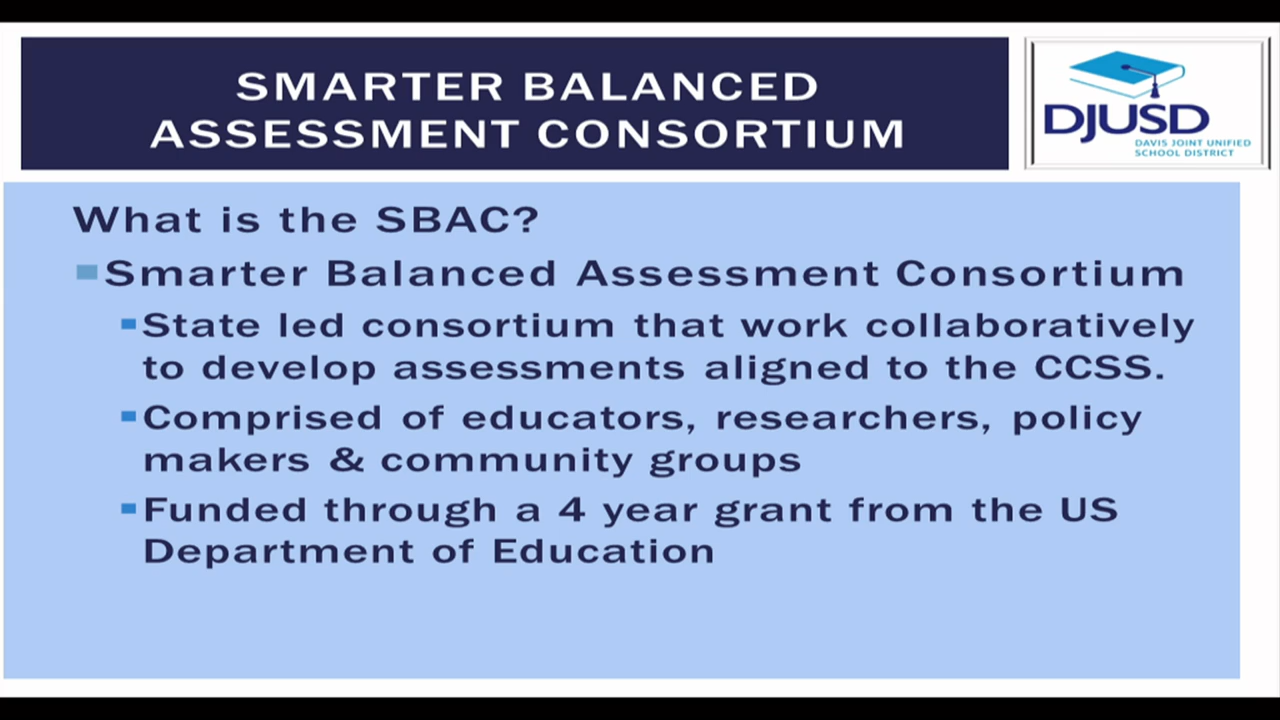 SMARTER BALANCED
ASSESSMENT CONSORTIUM
DJUSD
DAVIS JOINT UNIFIED
SCHOOL DISTRICT
What is the SBAC?
Smarter Balanced Assessment Consortium
State led consortium that work collaboratively
to develop assessments aligned to the CCSS.
Comprised of educators, researchers, policy
makers & community groups
Funded through a 4 year grant from the US
Department of Education